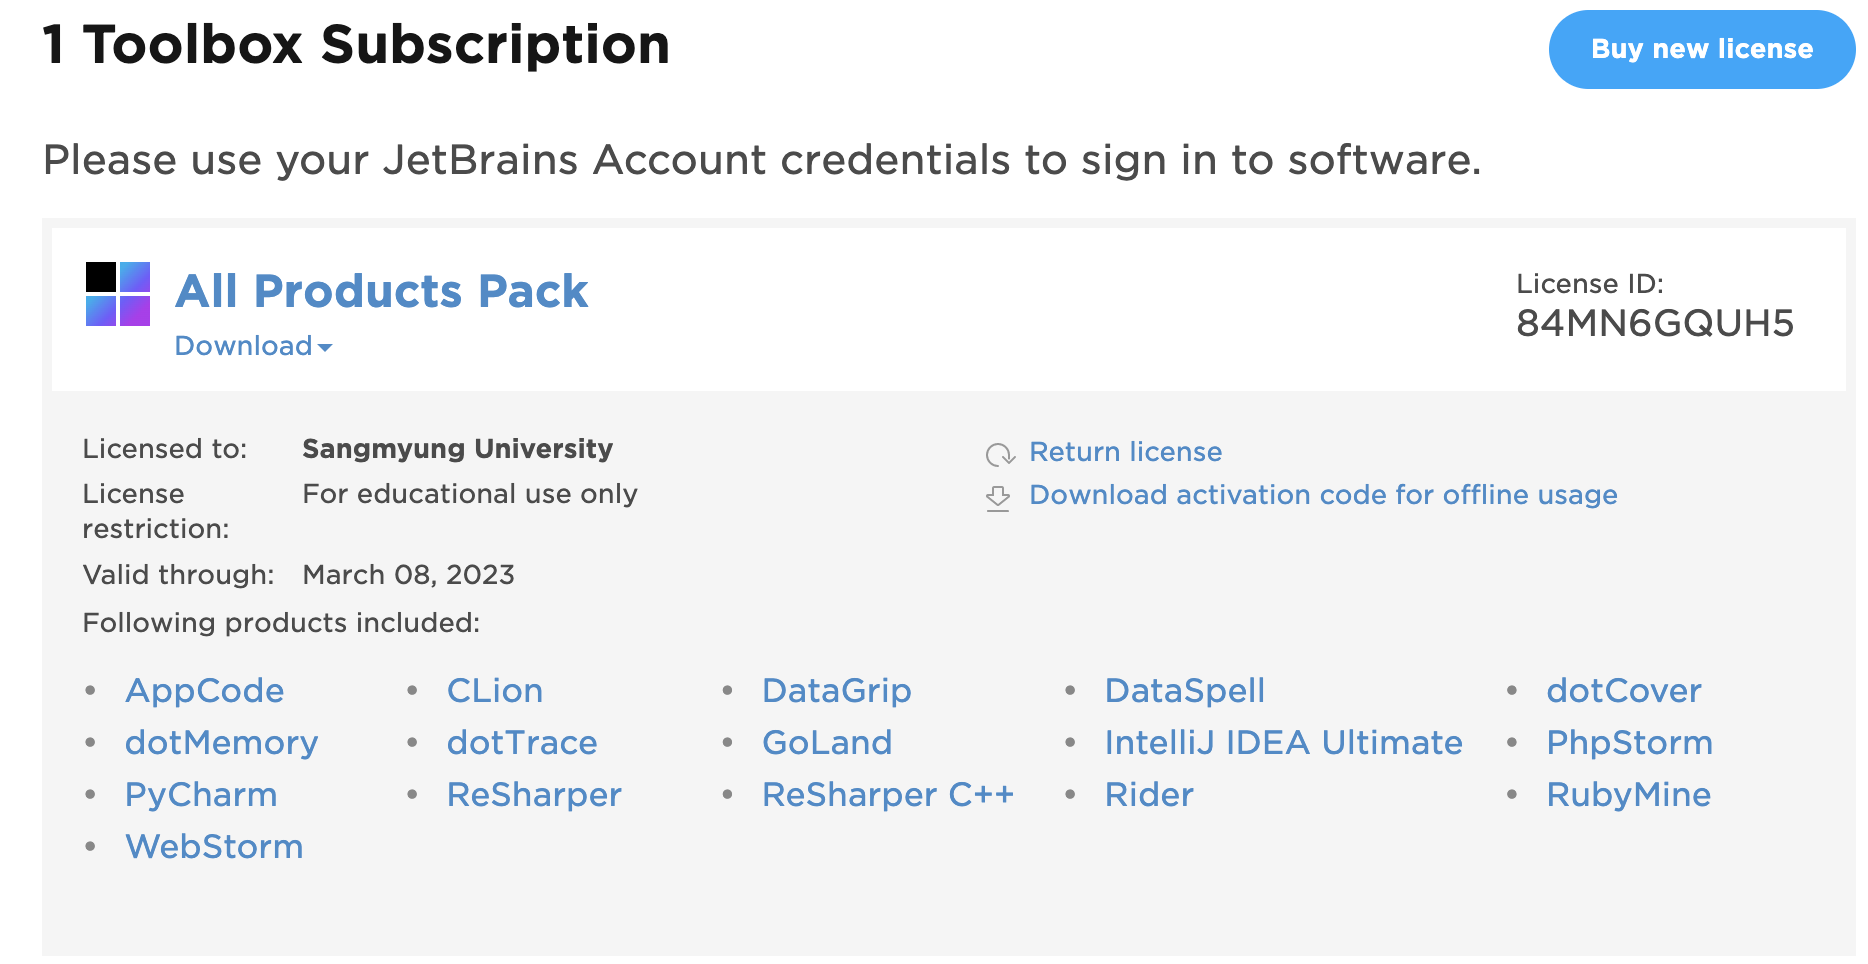 1 Toolbox Subscription
Buy new license
Please use your JetBrains Account credentials to sign in to software.
All Products Pack
Download
License ID:
84MN6GQUH5
Licensed to: Sangmyung University
License restriction: For educational use only
Valid through: March 08, 2023
Return license
Download activation code for offline usage
Following products included:
• AppCode • CLion • DataGrip • DataSpell • dotCover
• dotMemory • dotTrace • GoLand • IntelliJ IDEA Ultimate • PhpStorm
• PyCharm • ReSharper • ReSharper C++ • Rider • RubyMine
• WebStorm